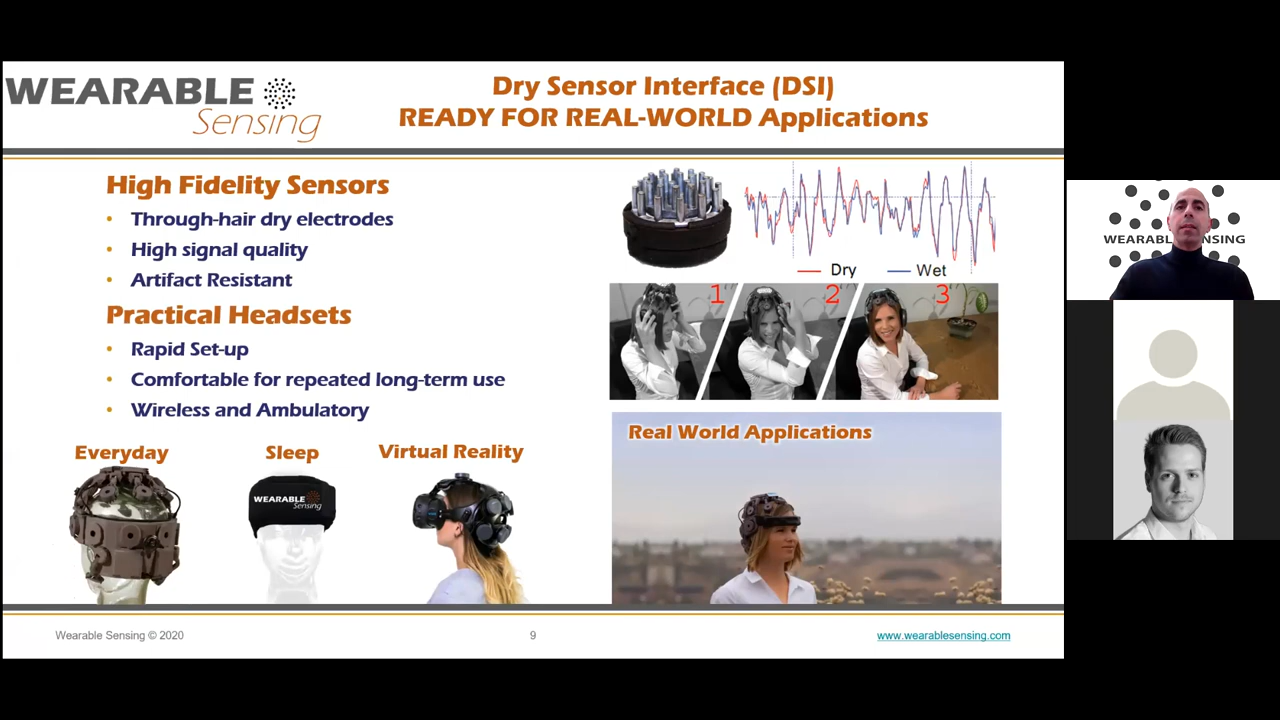 WEARABLE
Sensing
Dry Sensor Interface (DSI)
READY FOR REAL-WORLD Applications
High Fidelity Sensors
• Through-hair dry electrodes
• High signal quality
• Artifact Resistant
Practical Headsets
• Rapid Set-up
• Comfortable for repeated long-term use
• Wireless and Ambulatory
Everyday
Sleep
Virtual Reality
WEARABLE
Sensing
Dry
Wet
1
2
3
Real World Applications
Wearable Sensing © 2020
9
www.wearablesensing.com